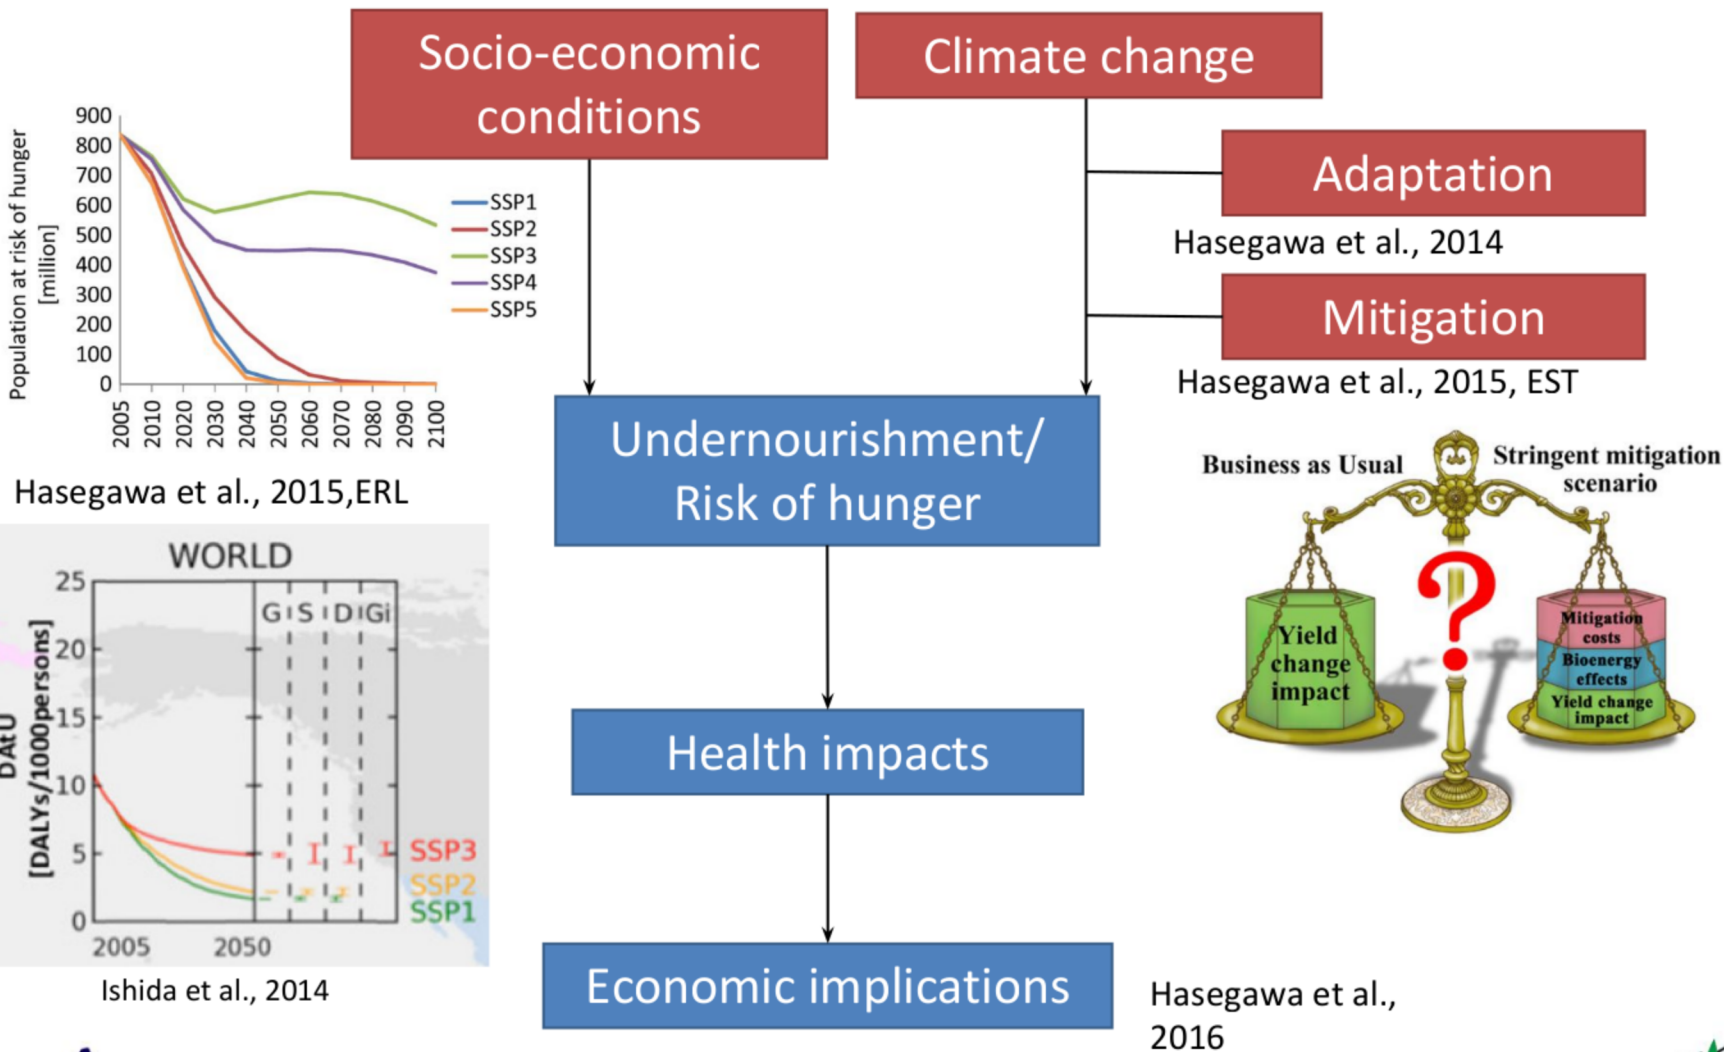 Socio-economic
conditions
Climate change
Adaptation
Hasegawa et al., 2014
Mitigation
Hasegawa et al., 2015, EST
Population at risk of hunger
[million]
900
800
700
600
500
400
300
200
100
0
2005
2010
2020
2030
2040
2050
2060
2070
2080
2090
2100
SSP1
SSP2
SSP3
SSP4
SSP5
Hasegawa et al., 2015,ERL
Undernourishment/
Risk of hunger
Business as Usual
Stringent mitigation
scenario
?
Yield
change
impact
Mitigation
costs
Bioenergy
effects
Yield change
impact
WORLD
DAtU
[DALYs/1000persons]
25
20
15
10
5
0
G S D Gi
SSP3
SSP2
SSP1
2005 2050
Ishida et al., 2014
Health impacts
Economic implications
Hasegawa et al.,
2016